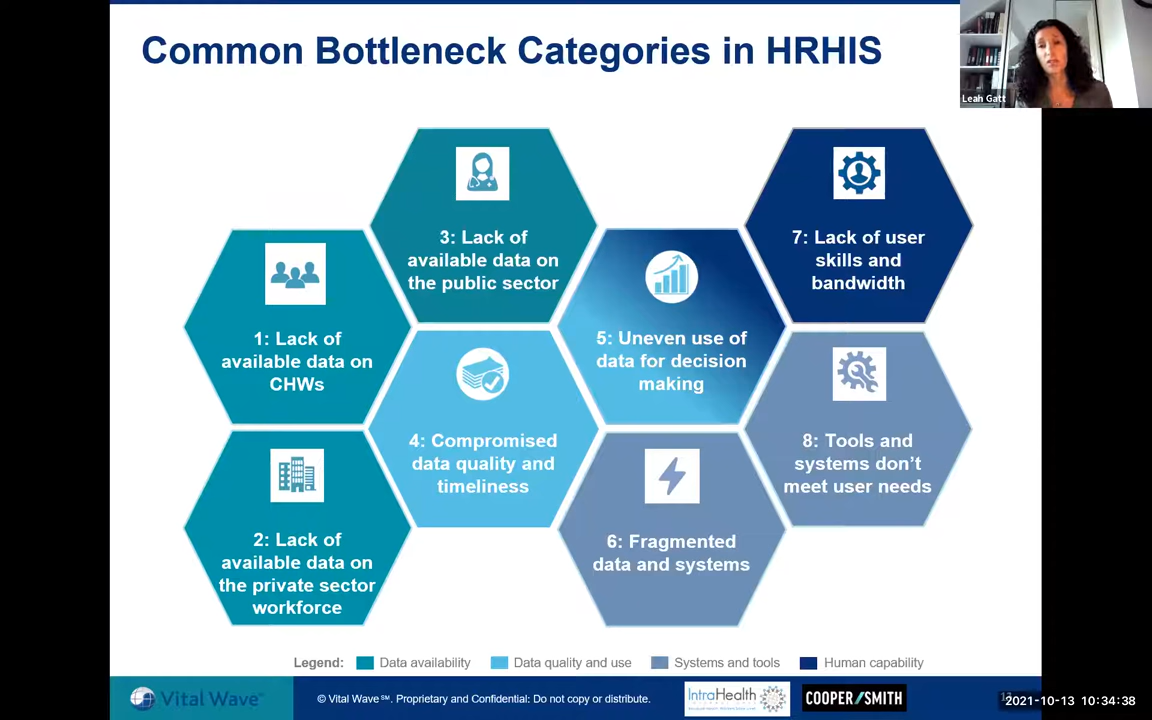 Common Bottleneck Categories in HRHIS
Leah Gatt
3: Lack of
available data on
the public sector
7: Lack of user
skills and
bandwidth
1: Lack of
available data on
CHWs
5: Uneven use of
data for decision
making
4: Compromised
data quality and
timeliness
8: Tools and
systems don't
meet user needs
2: Lack of
available data on
the private sector
workforce
6: Fragmented
data and systems
Legend: Data availability Data quality and use Systems and tools Human capability
Vital Wave
© Vital Wave℠. Proprietary and Confidential: Do not copy or distribute.
IntraHealth
COOPER/SMITH
2021-10-13 10:34:38